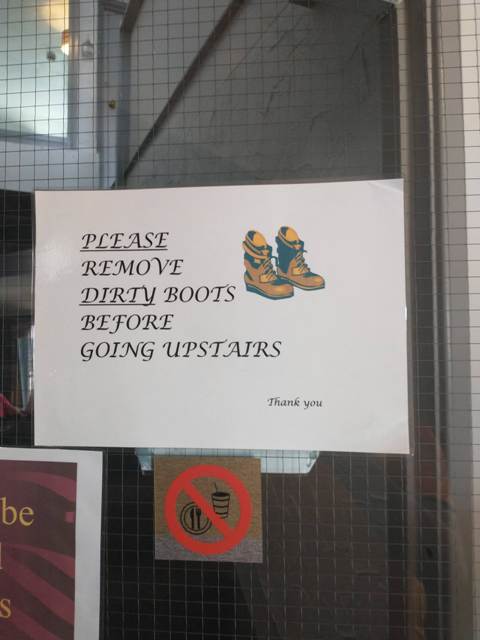 PLEASE
REMOVE
DIRTY BOOTS
BEFORE
GOING UPSTAIRS
Thank you
be
s